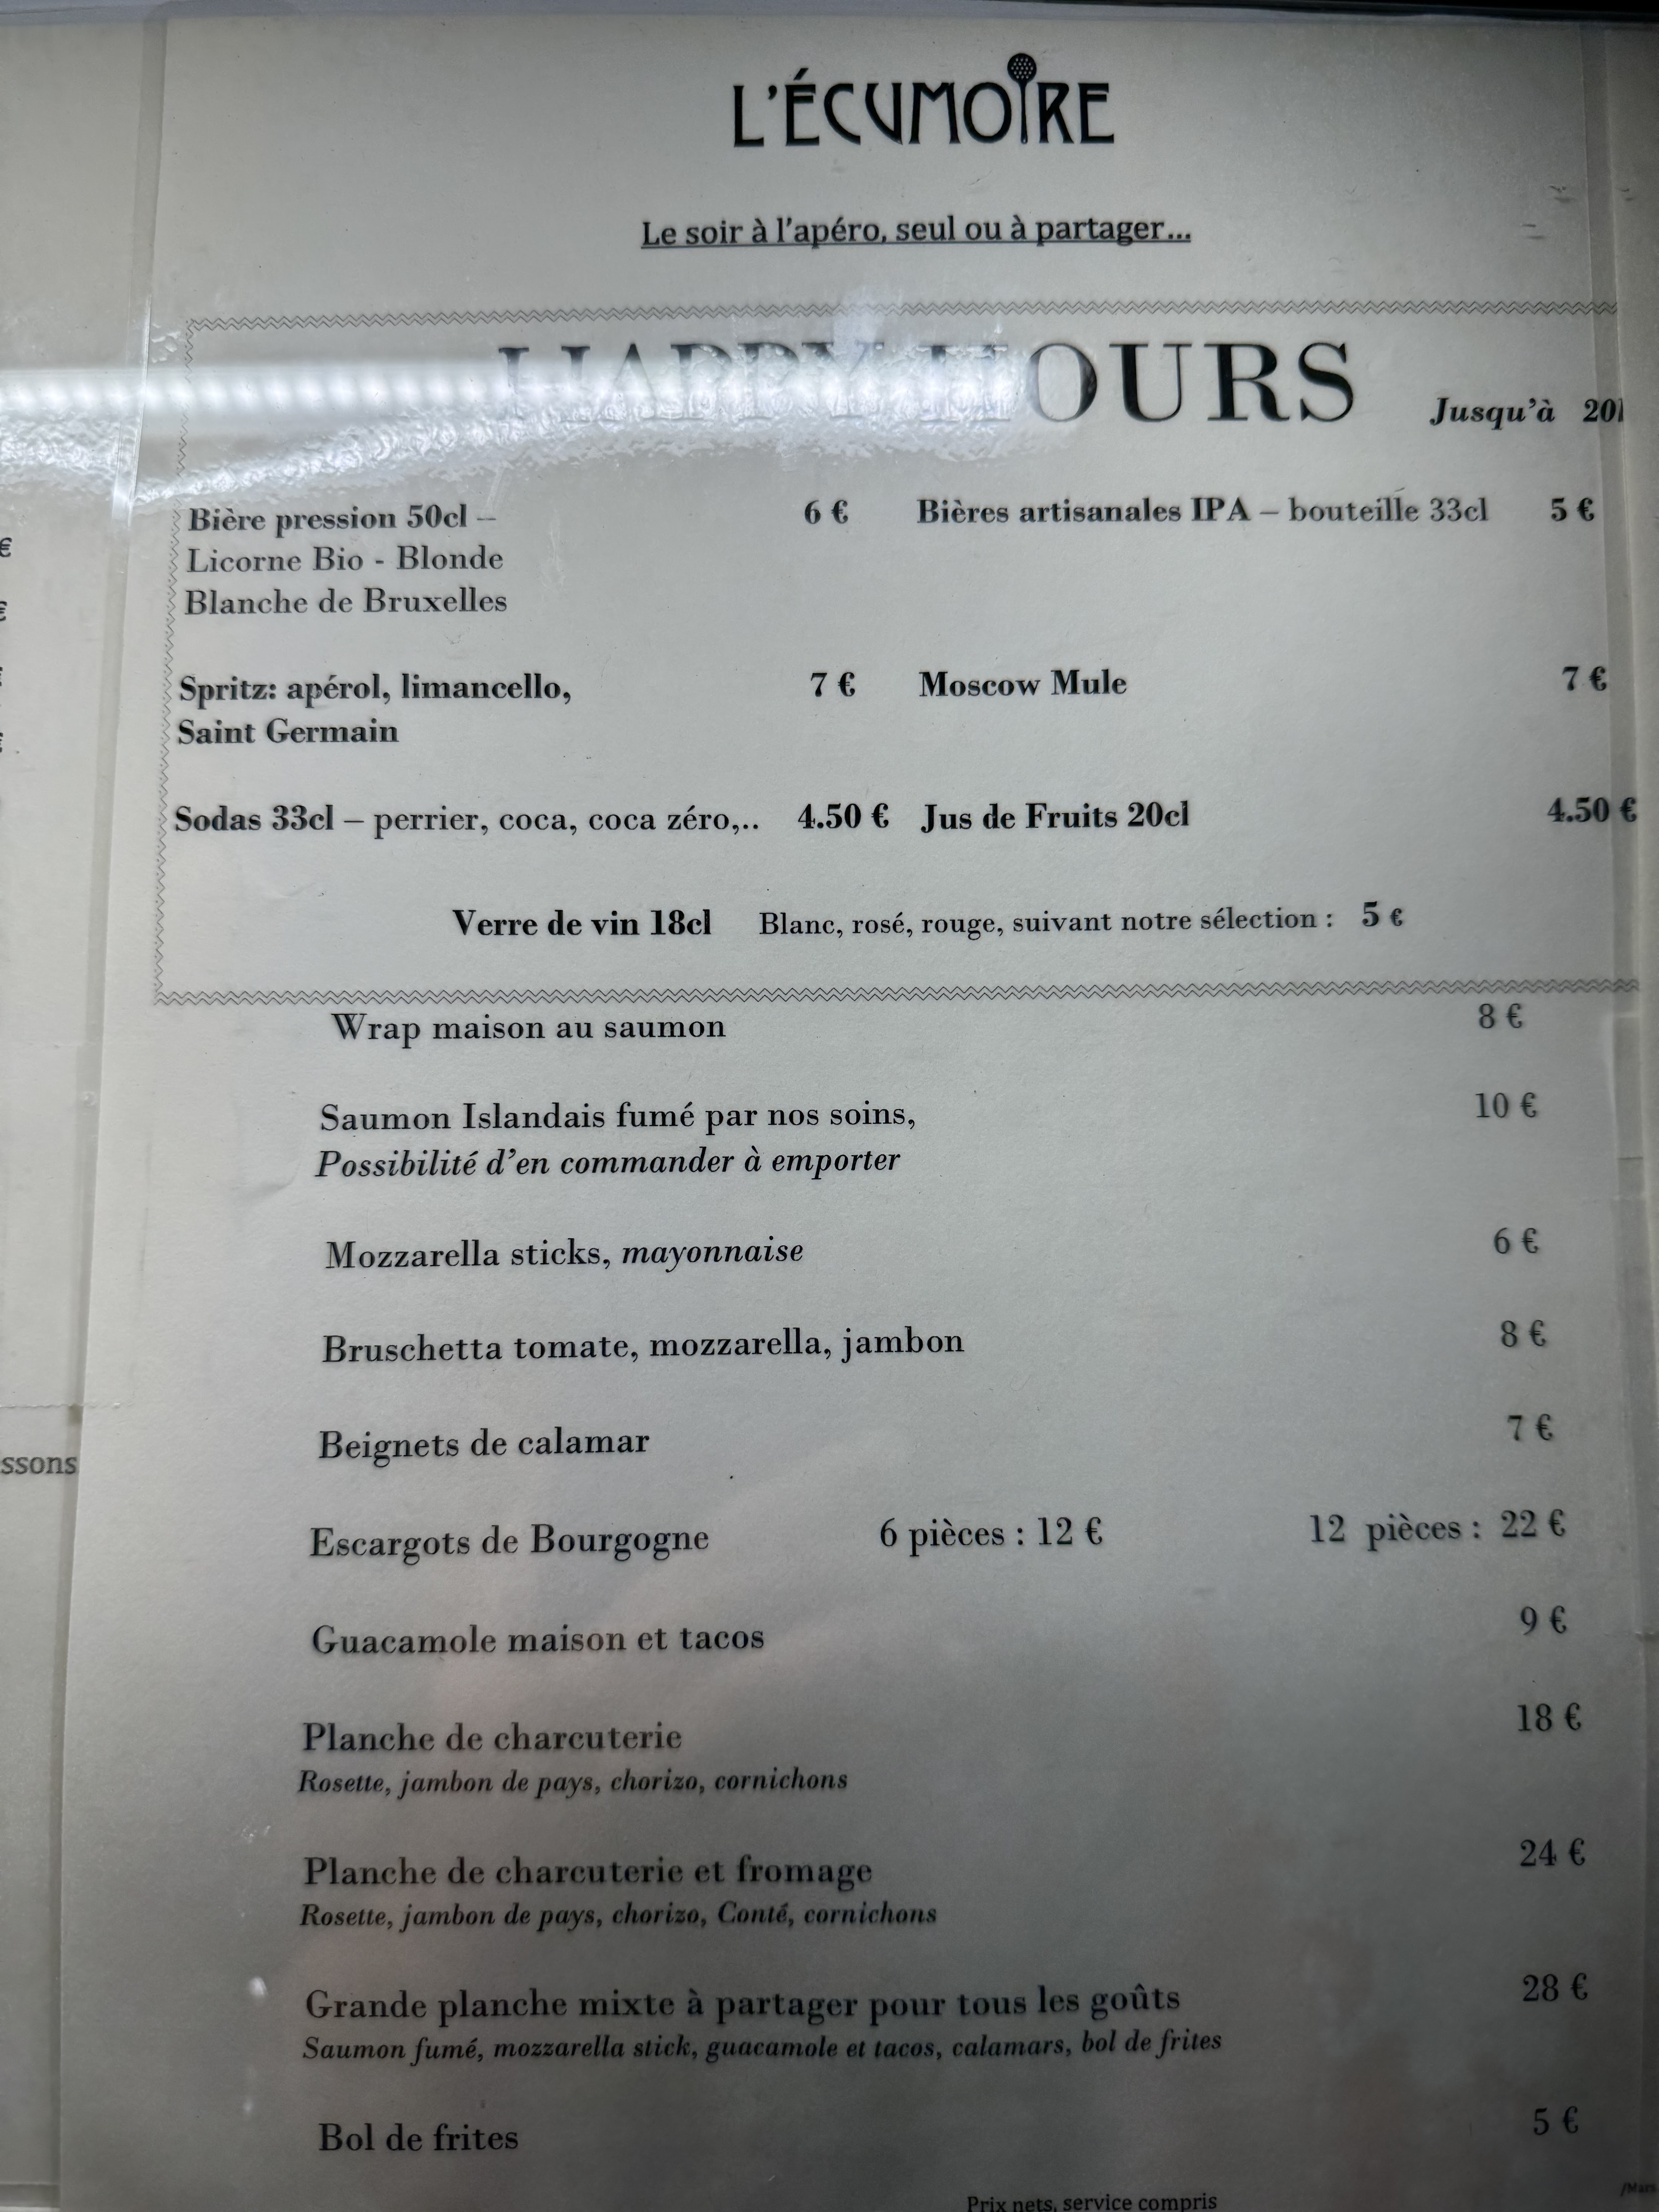 L'ÉCUMOIRE
Le soir à l'apéro, seul ou à partager...
HAPPY HOURS Jusqu'à 20
Bière pression 50cl – 6 € Bières artisanales IPA – bouteille 33cl 5 €
Licorne Bio - Blonde
Blanche de Bruxelles
Spritz: apérol, limancello, 7 € Moscow Mule 7 €
Saint Germain
Sodas 33cl – perrier, coca, coca zéro,.. 4.50 € Jus de Fruits 20cl 4.50 €
Verre de vin 18cl Blanc, rosé, rouge, suivant notre sélection : 5 €
Wrap maison au saumon 8 €
Saumon Islandais fumé par nos soins, 10 €
Possibilité d'en commander à emporter
Mozzarella sticks, mayonnaise 6 €
Bruschetta tomate, mozzarella, jambon 8 €
Beignets de calamar 7 €
ssons
Escargots de Bourgogne 6 pièces : 12 € 12 pièces : 22 €
Guacamole maison et tacos 9 €
Planche de charcuterie 18 €
Rosette, jambon de pays, chorizo, cornichons
Planche de charcuterie et fromage 24 €
Rosette, jambon de pays, chorizo, Conté, cornichons
Grande planche mixte à partager pour tous les goûts 28 €
Saumon fumé, mozzarella stick, guacamole et tacos, calamars, bol de frites
Bol de frites 5 €
Prix nets, service compris